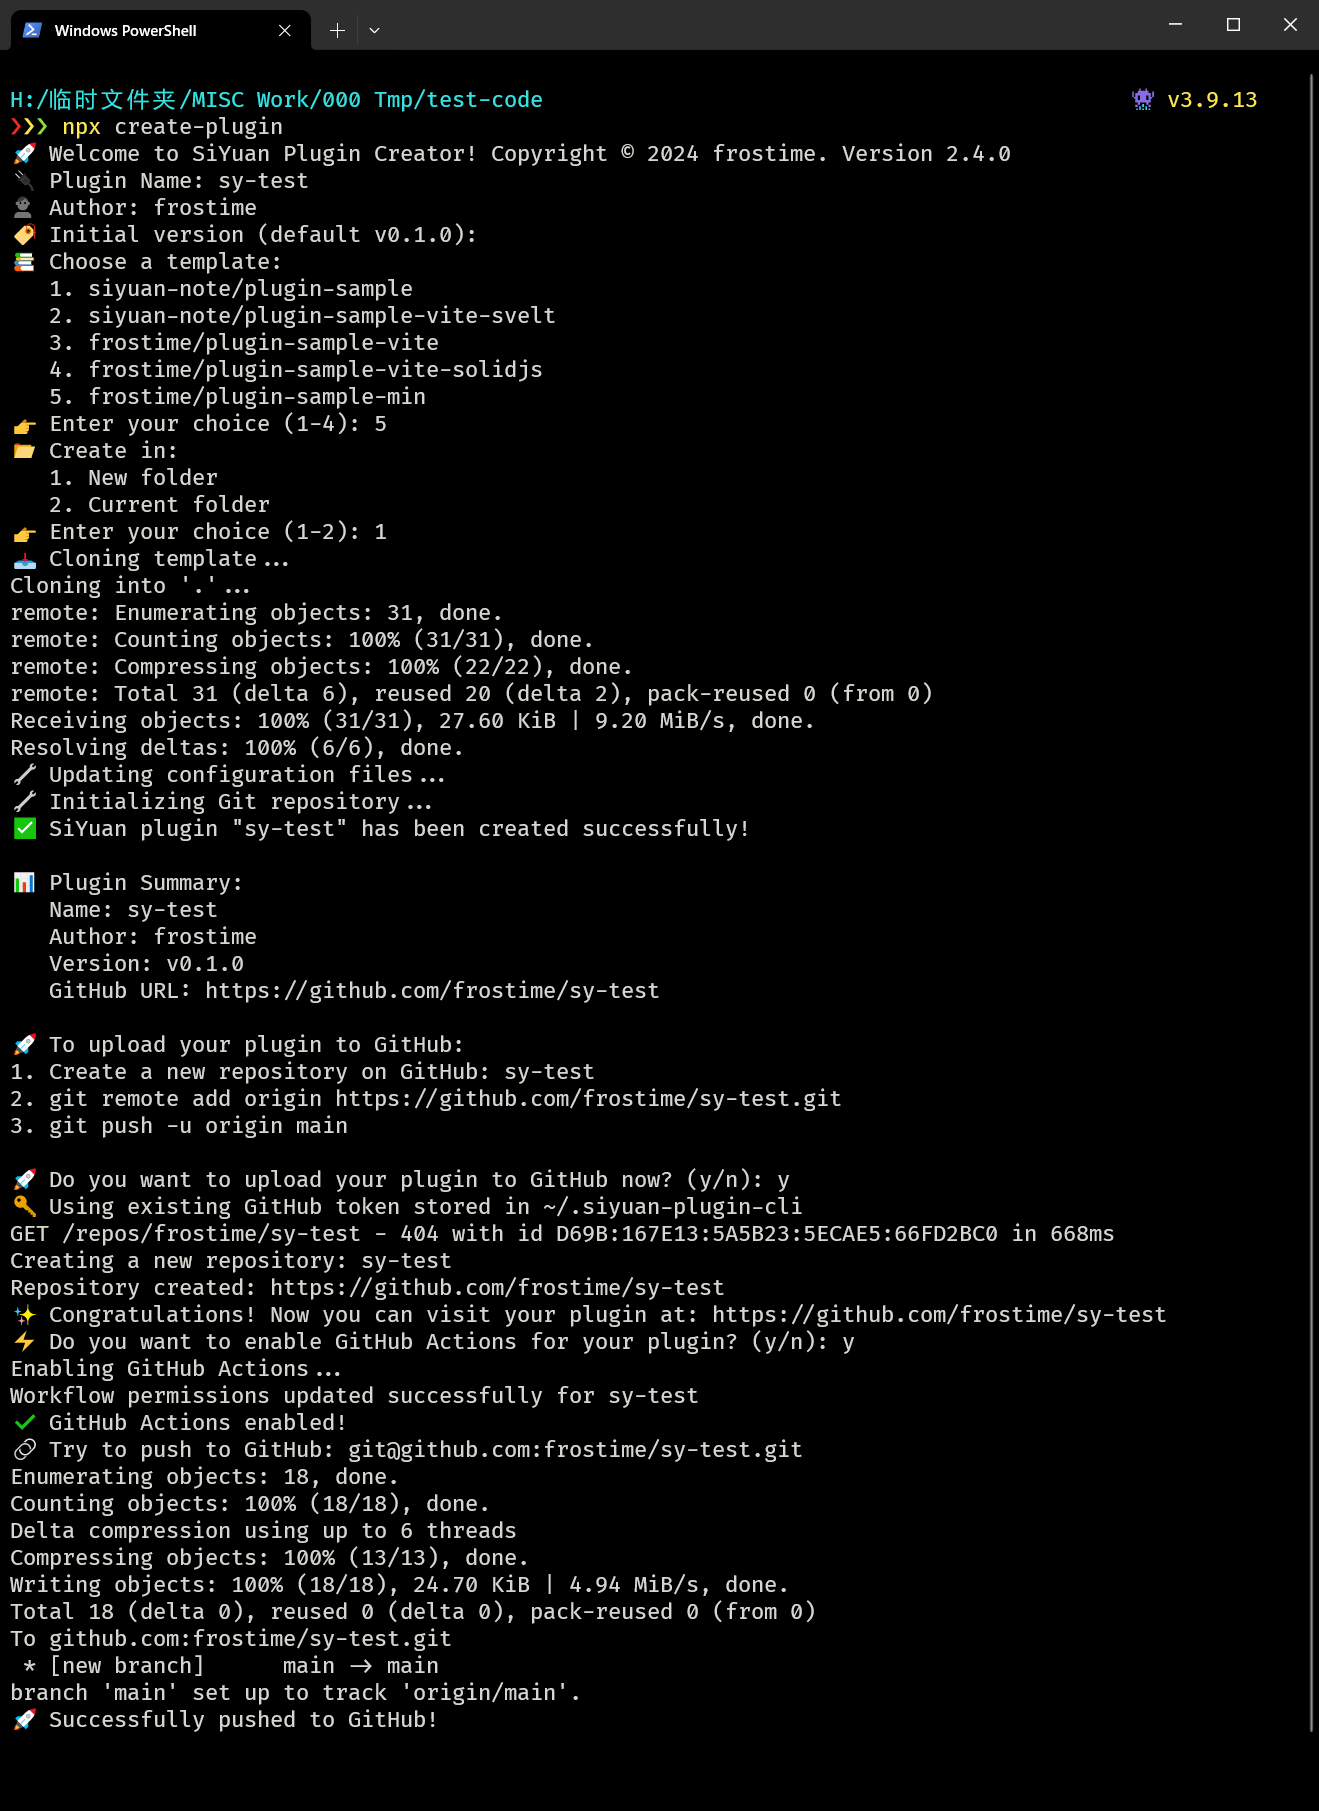 Windows PowerShell
H:/临时文件夹/MISC Work/000 Tmp/test-code v3.9.13
❯❯❯ npx create-plugin
🚀 Welcome to SiYuan Plugin Creator! Copyright © 2024 frostime. Version 2.4.0
🔌 Plugin Name: sy-test
👤 Author: frostime
🏷️ Initial version (default v0.1.0):
📚 Choose a template:
1. siyuan-note/plugin-sample
2. siyuan-note/plugin-sample-vite-svelt
3. frostime/plugin-sample-vite
4. frostime/plugin-sample-vite-solidjs
5. frostime/plugin-sample-min
👉 Enter your choice (1-4): 5
📂 Create in:
1. New folder
2. Current folder
👉 Enter your choice (1-2): 1
📥 Cloning template...
Cloning into '.'...
remote: Enumerating objects: 31, done.
remote: Counting objects: 100% (31/31), done.
remote: Compressing objects: 100% (22/22), done.
remote: Total 31 (delta 6), reused 20 (delta 2), pack-reused 0 (from 0)
Receiving objects: 100% (31/31), 27.60 KiB | 9.20 MiB/s, done.
Resolving deltas: 100% (6/6), done.
🔧 Updating configuration files...
🔧 Initializing Git repository...
✅ SiYuan plugin "sy-test" has been created successfully!
📊 Plugin Summary:
Name: sy-test
Author: frostime
Version: v0.1.0
GitHub URL: https://github.com/frostime/sy-test
🚀 To upload your plugin to GitHub:
1. Create a new repository on GitHub: sy-test
2. git remote add origin https://github.com/frostime/sy-test.git
3. git push -u origin main
🚀 Do you want to upload your plugin to GitHub now? (y/n): y
🔑 Using existing GitHub token stored in ~/.siyuan-plugin-cli
GET /repos/frostime/sy-test - 404 with id D69B:167E13:5A5B23:5ECAE5:66FD2BC0 in 668ms
Creating a new repository: sy-test
Repository created: https://github.com/frostime/sy-test
✨ Congratulations! Now you can visit your plugin at: https://github.com/frostime/sy-test
⚡ Do you want to enable GitHub Actions for your plugin? (y/n): y
Enabling GitHub Actions...
Workflow permissions updated successfully for sy-test
✔ GitHub Actions enabled!
🔗 Try to push to GitHub: git@github.com:frostime/sy-test.git
Enumerating objects: 18, done.
Counting objects: 100% (18/18), done.
Delta compression using up to 6 threads
Compressing objects: 100% (13/13), done.
Writing objects: 100% (18/18), 24.70 KiB | 4.94 MiB/s, done.
Total 18 (delta 0), reused 0 (delta 0), pack-reused 0 (from 0)
To github.com:frostime/sy-test.git
* [new branch] main -> main
branch 'main' set up to track 'origin/main'.
🚀 Successfully pushed to GitHub!